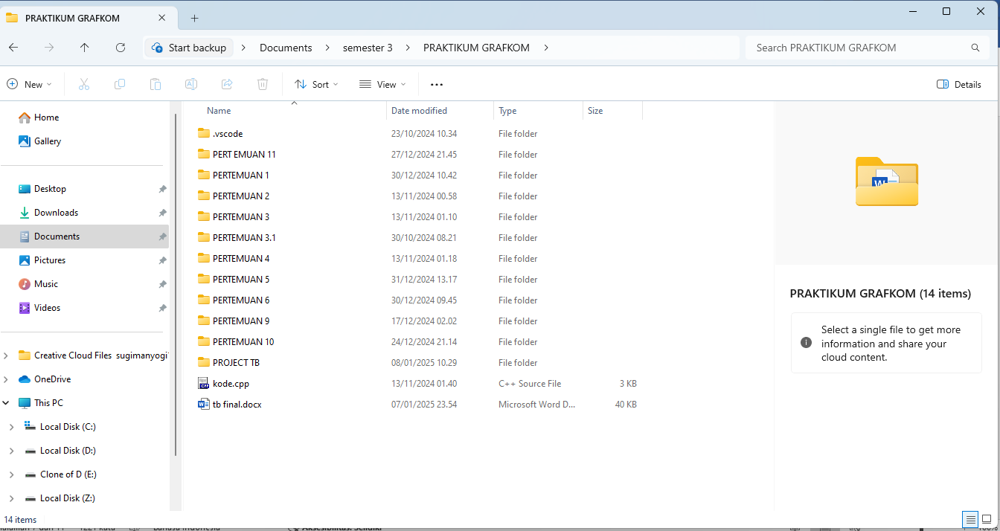 PRAKTIKUM GRAFKOM
Start backup > Documents > semester 3 > PRAKTIKUM GRAFKOM >
Search PRAKTIKUM GRAFKOM
New Sort View ... Details
Home
Gallery
Desktop
Downloads
Documents
Pictures
Music
Videos
Creative Cloud Files sugimanyogi
OneDrive
This PC
Local Disk (C:)
Local Disk (D:)
Clone of D (E:)
Local Disk (Z:)
Name Date modified Type Size
.vscode 23/10/2024 10.34 File folder
PERT EMUAN 11 27/12/2024 21.45 File folder
PERTEMUAN 1 30/12/2024 10.42 File folder
PERTEMUAN 2 13/11/2024 00.58 File folder
PERTEMUAN 3 13/11/2024 01.10 File folder
PERTEMUAN 3.1 30/10/2024 08.21 File folder
PERTEMUAN 4 13/11/2024 01.18 File folder
PERTEMUAN 5 31/12/2024 13.17 File folder
PERTEMUAN 6 30/12/2024 09.45 File folder
PERTEMUAN 9 17/12/2024 02.02 File folder
PERTEMUAN 10 24/12/2024 21.14 File folder
PROJECT TB 08/01/2025 10.29 File folder
kode.cpp 13/11/2024 01.40 C++ Source File 3 KB
tb final.docx 07/01/2025 23.54 Microsoft Word D... 40 KB
PRAKTIKUM GRAFKOM (14 items)
Select a single file to get more
information and share your
cloud content.
14 items